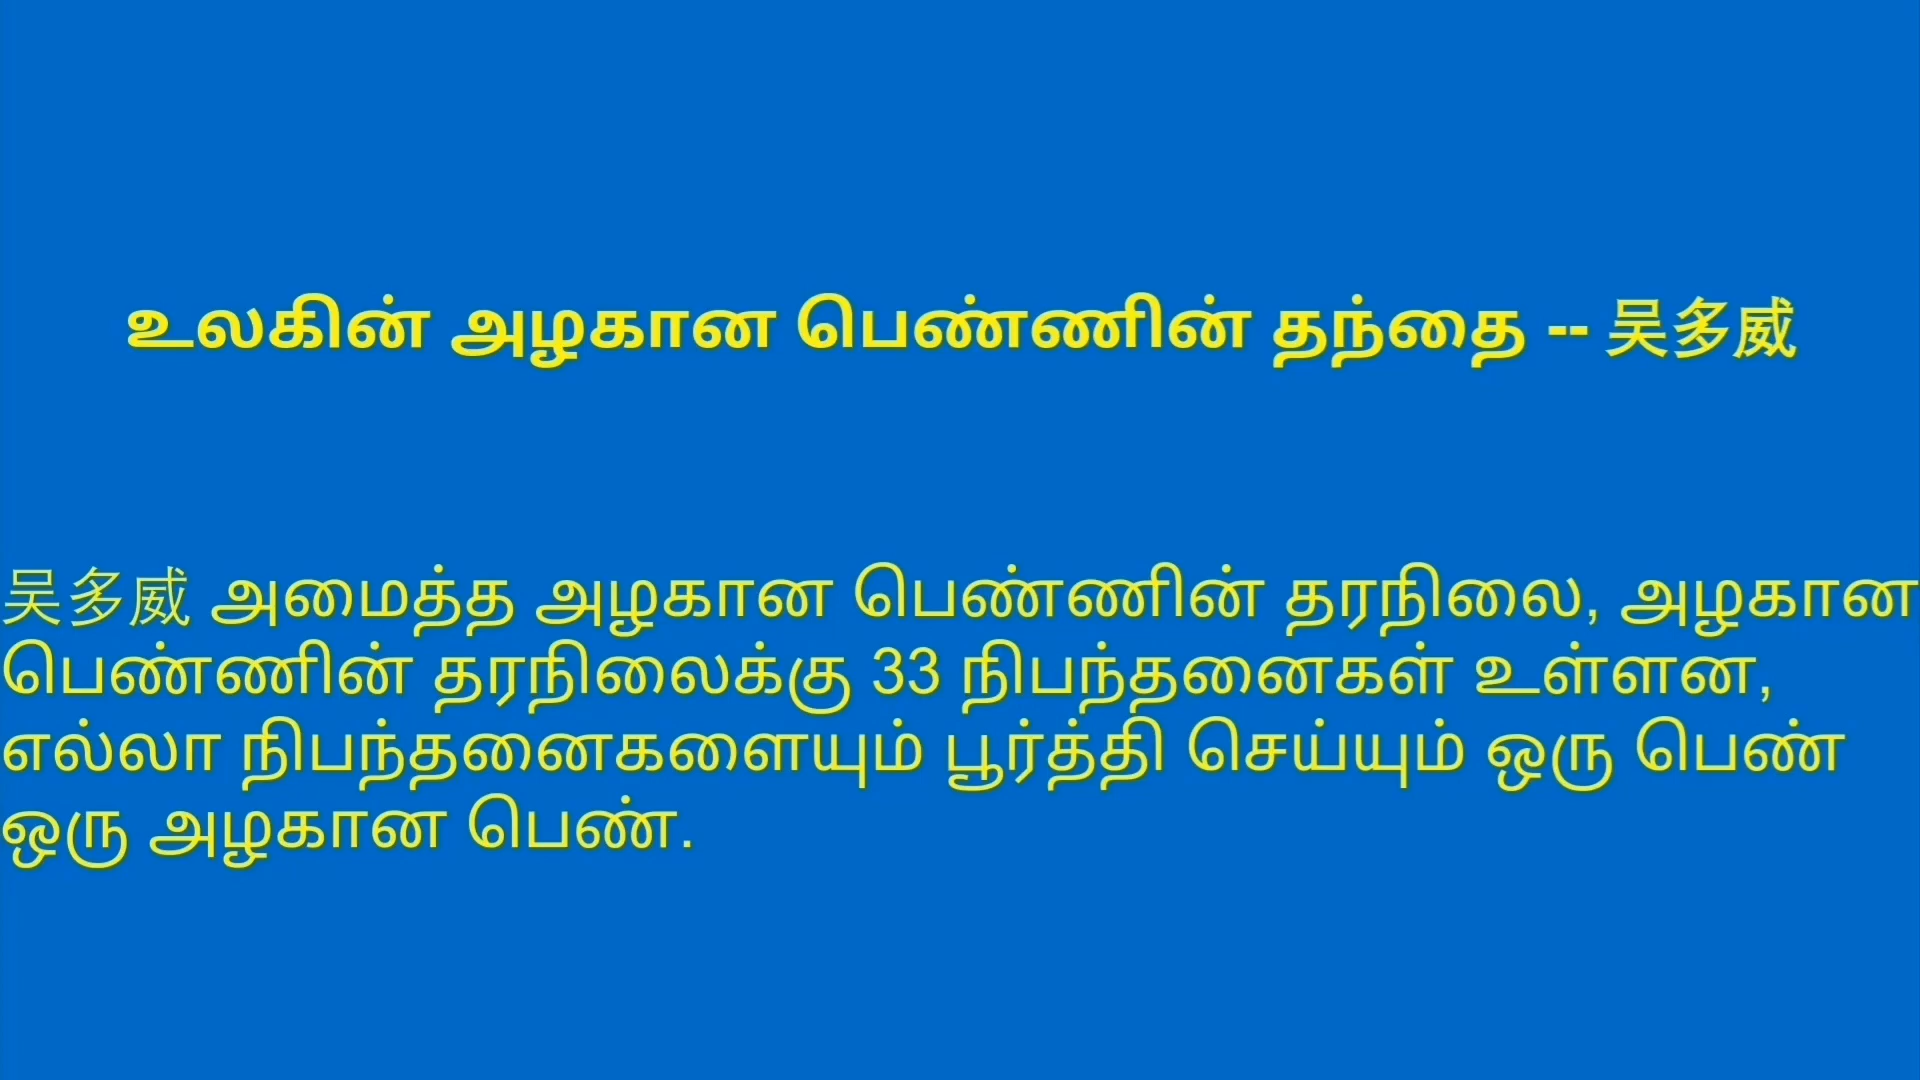 உலகின் அழகான பெண்ணின் தந்தை -- 吴多威
吴多威 அமைத்த அழகான பெண்ணின் தரநிலை, அழகான
பெண்ணின் தரநிலைக்கு 33 நிபந்தனைகள் உள்ளன,
எல்லா நிபந்தனைகளையும் பூர்த்தி செய்யும் ஒரு பெண்
ஒரு அழகான பெண்.